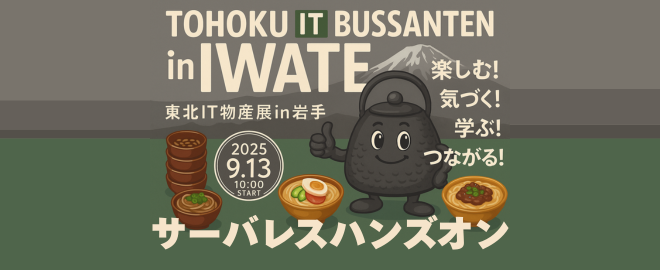 TOHOKU IT BUSSANTEN
in IWATE
東北IT物産展in岩手
楽しむ!
気づく!
学ぶ!
つながる!
2025
9.13
10:00
START
サーバレスハンズオン